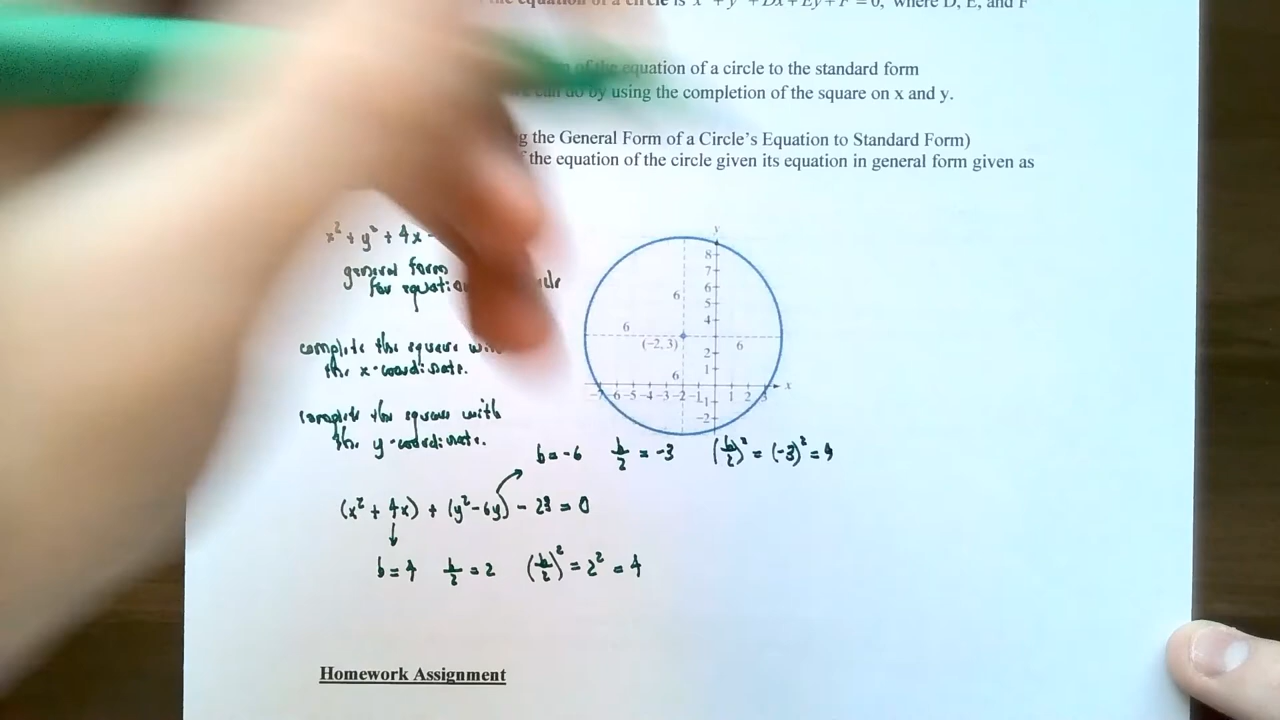 the equation of a circle is x² + y² + Dx + Ey + F = 0, where D, E, and F
of the equation of a circle to the standard form
can do by using the completion of the square on x and y.
g the General Form of a Circle's Equation to Standard Form)
the equation of the circle given its equation in general form given as
x² + y² + 4x
general form
for equation
complete the square
the x-coordinate.
complete the square with
the y-coordinate.
y
8
7
6
5
4
2
1
-1
-2
6
6
(-2, 3)
6
6
-7 -6 -5 -4 -3 -2 -1 1 2 3 x
b = -6 b/2 = -3 (b/2)² = (-3)² = 9
(x² + 4x) + (y² - 6y) - 23 = 0
b = 4 b/2 = 2 (b/2)² = 2² = 4
Homework Assignment